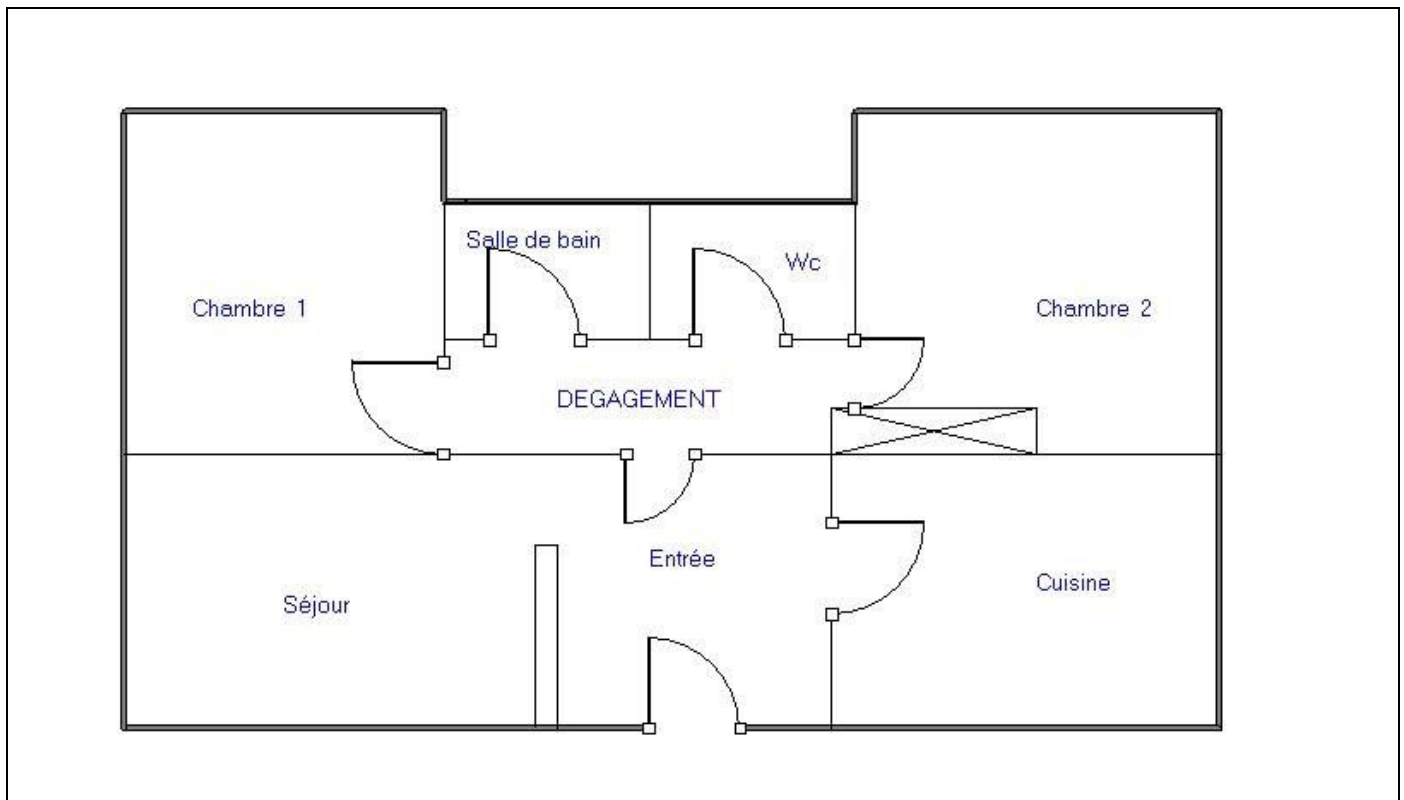 Salle de bain
Wc
Chambre 1
Chambre 2
DEGAGEMENT
Entrée
Cuisine
Séjour